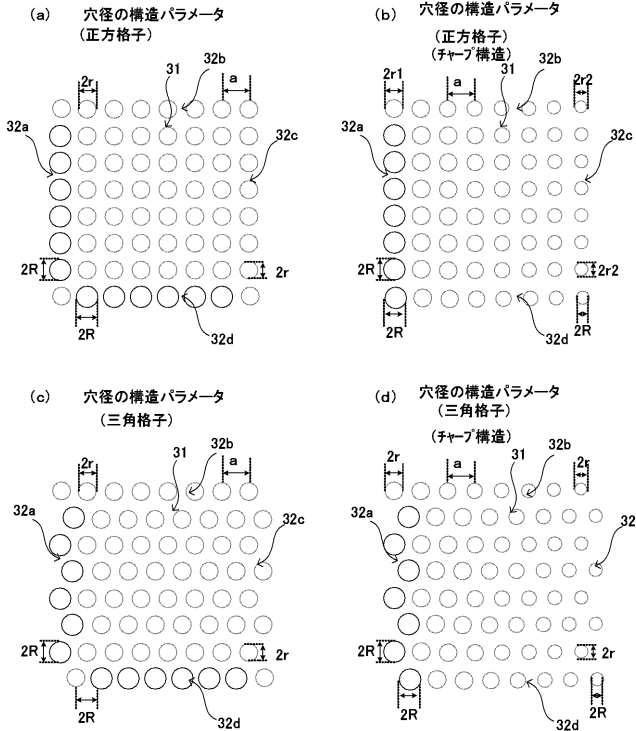 (a)
穴径の構造パラメータ
(正方格子)
2r
31
32b
a
32a
32c
2R
2r
2R
32d
(b)
穴径の構造パラメータ
(正方格子)
(チャープ構造)
2r1
a
31
32b
2r2
32a
32c
2R
2r2
2R
32d
2R
(c)
穴径の構造パラメータ
(三角格子)
2r
31
32b
a
32a
32c
2R
2r
2R
32d
(d)
穴径の構造パラメータ
(三角格子)
(チャープ構造)
2r
a
31
32b
2r
32a
32
2R
2r
2R
32d
2R